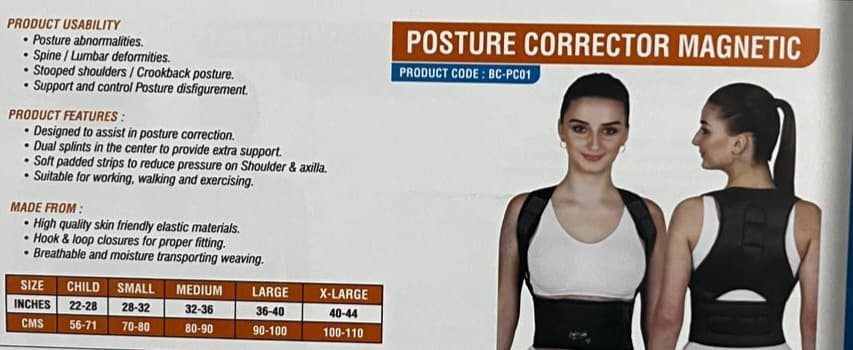 PRODUCT USABILITY
• Posture abnormalities.
• Spine / Lumbar deformities.
• Stooped shoulders / Crookback posture.
• Support and control Posture disfigurement.
PRODUCT FEATURES :
• Designed to assist in posture correction.
• Dual splints in the center to provide extra support.
• Soft padded strips to reduce pressure on Shoulder & axilla.
• Suitable for working, walking and exercising.
MADE FROM :
• High quality skin friendly elastic materials.
• Hook & loop closures for proper fitting.
• Breathable and moisture transporting weaving.
SIZE CHILD SMALL MEDIUM LARGE X-LARGE
INCHES 22-28 28-32 32-36 36-40 40-44
CMS 56-71 70-80 80-90 90-100 100-110
POSTURE CORRECTOR MAGNETIC
PRODUCT CODE : BC-PC01